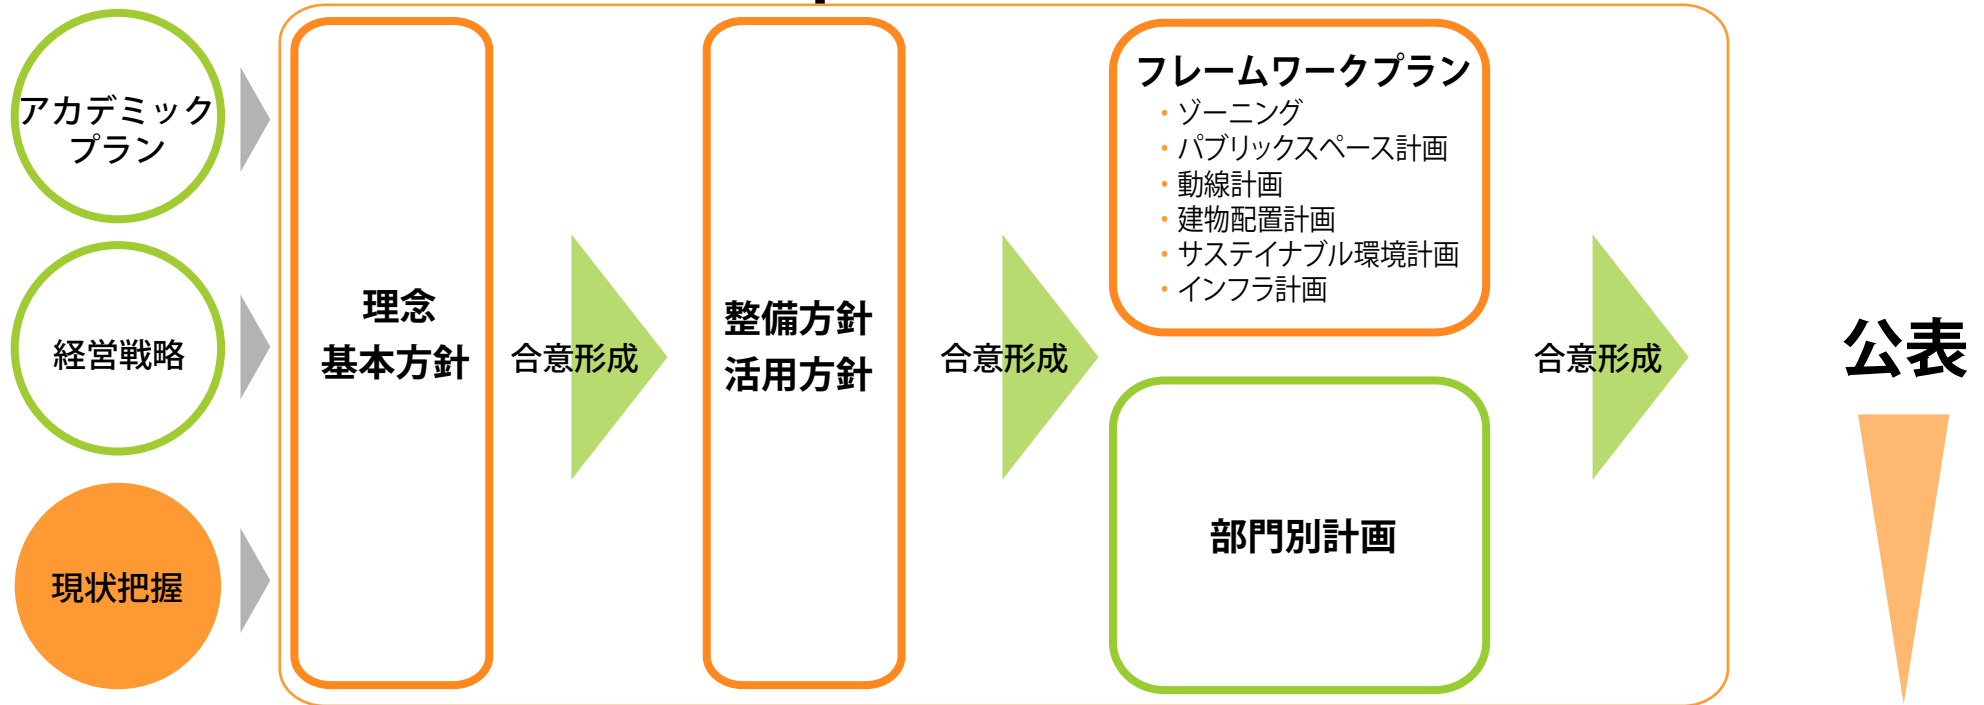 アカデミック
プラン
経営戦略
現状把握
理念
基本方針
合意形成
整備方針
活用方針
合意形成
フレームワークプラン
・ゾーニング
・パブリックスペース計画
・動線計画
・建物配置計画
・サステイナブル環境計画
・インフラ計画
部門別計画
合意形成
公表